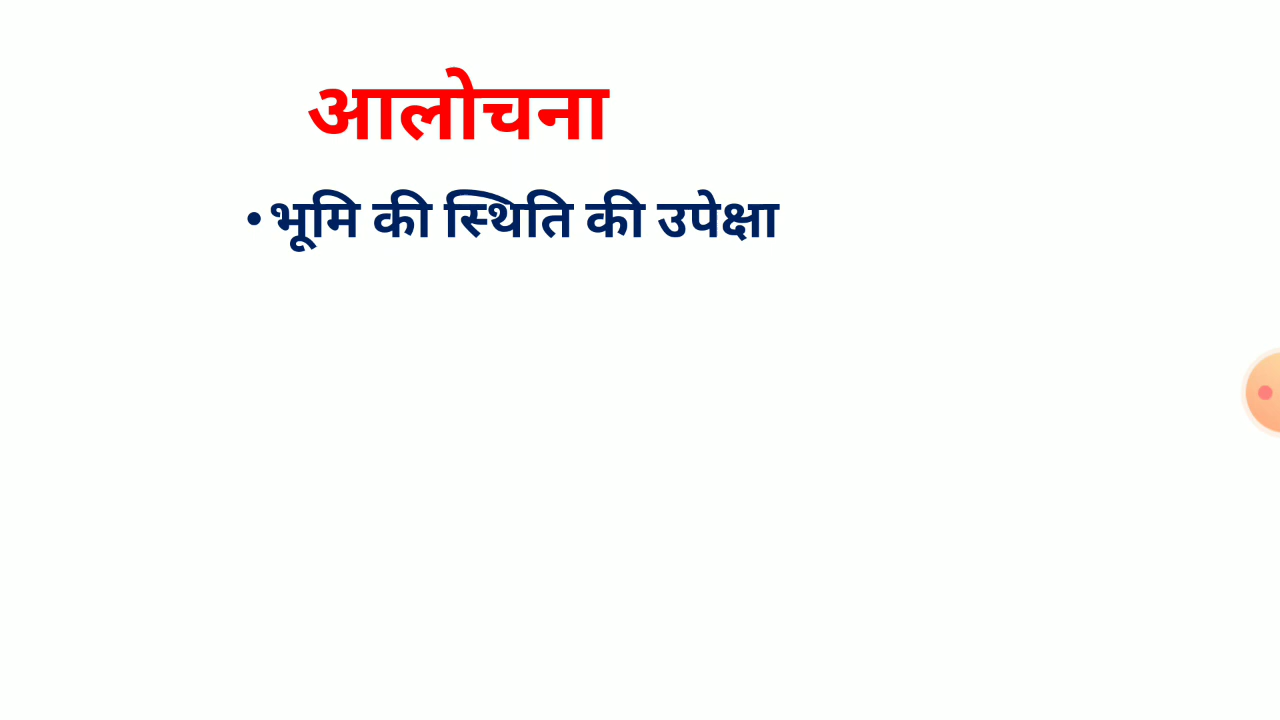 आलोचना
• भूमि की स्थिति की उपेक्षा